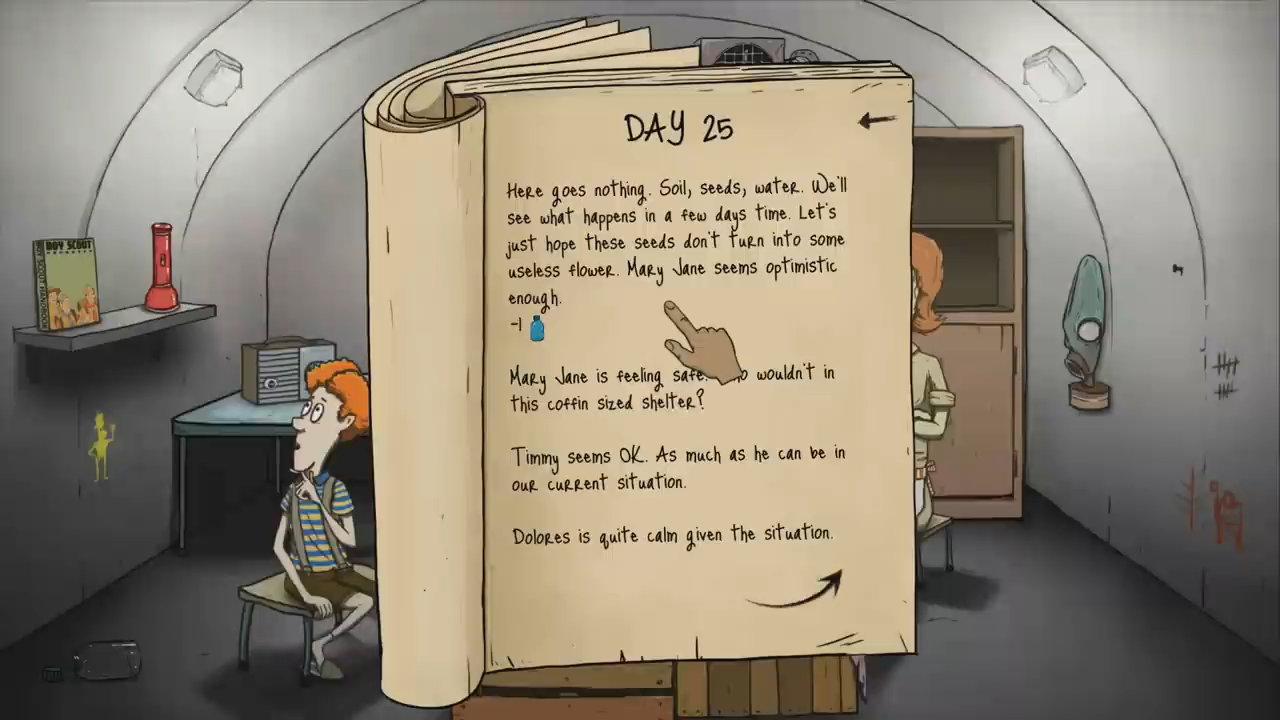 DAY 25
Here goes nothing. Soil, seeds, water. We'll
see what happens in a few days time. Let's
just hope these seeds don't turn into some
useless flower. Mary Jane seems optimistic
enough.
-1
Mary Jane is feeling safe. wouldn't in
this coffin sized shelter?
Timmy seems OK. As much as he can be in
our current situation.
Dolores is quite calm given the situation.
BOY SCOUT